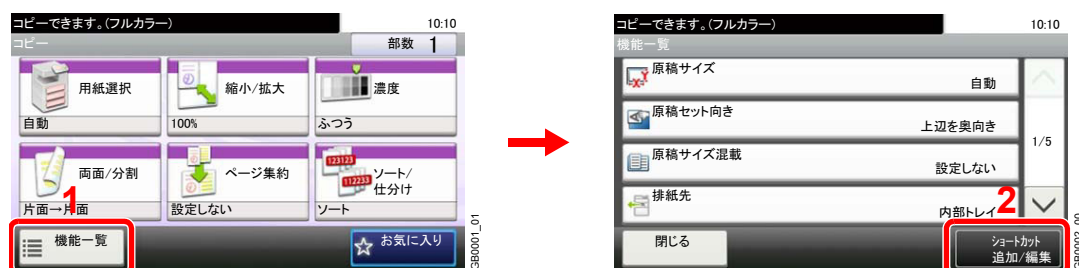 コピーできます。(フルカラー)
10:10
コピー
部数 1
用紙選択
自動
縮小/拡大
100%
濃度
ふつう
両面/分割
片面→片面
ページ集約
設定しない
123123
112233
ソート/
仕分け
ソート
1
機能一覧
お気に入り
GB0001_01
コピーできます。(フルカラー)
10:10
機能一覧
原稿サイズ
自動
原稿セット向き
上辺を奥向き
原稿サイズ混載
設定しない
排紙先
内部トレイ
1/5
2
閉じる
ショートカット
追加/編集